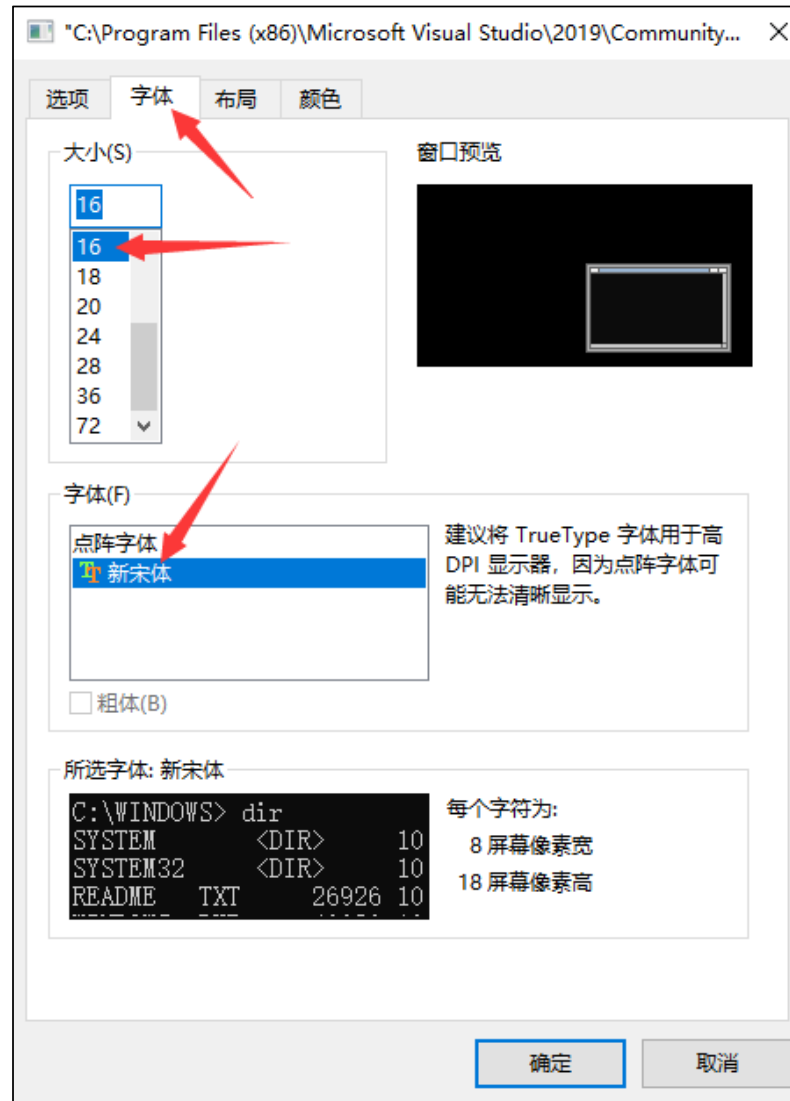 "C:\Program Files (x86)\Microsoft Visual Studio\2019\Community...
选项 字体 布局 颜色
大小(S)
窗口预览
16
16
18
20
24
28
36
72
字体(F)
点阵字体
新宋体
建议将 TrueType 字体用于高
DPI 显示器，因为点阵字体可
能无法清晰显示。
粗体(B)
所选字体: 新宋体
C:\WINDOWS> dir
SYSTEM <DIR> 10
SYSTEM32 <DIR> 10
README TXT 26926 10
每个字符为:
8 屏幕像素宽
18 屏幕像素高
确定 取消